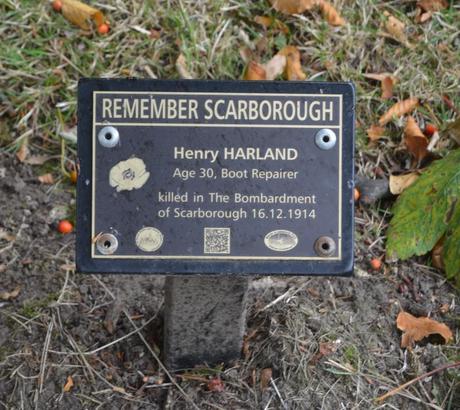 REMEMBER SCARBOROUGH
Henry HARLAND
Age 30, Boot Repairer
killed in The Bombardment
of Scarborough 16.12.1914